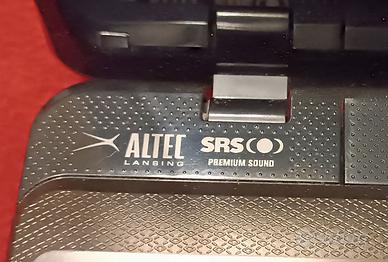 ALTEC
LANSING
SRS
PREMIUM SOUND